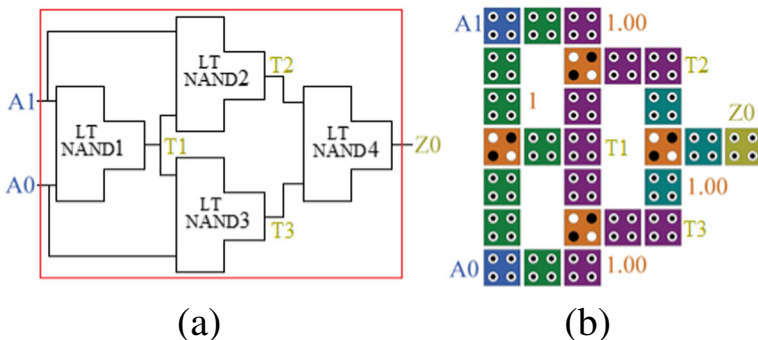 A1
A0
LT
NAND1
T1
LT
NAND2
T2
LT
NAND3
T3
LT
NAND4
Z0
(a)
A1
1.00
T2
1
Z0
T1
1.00
T3
A0
1.00
(b)